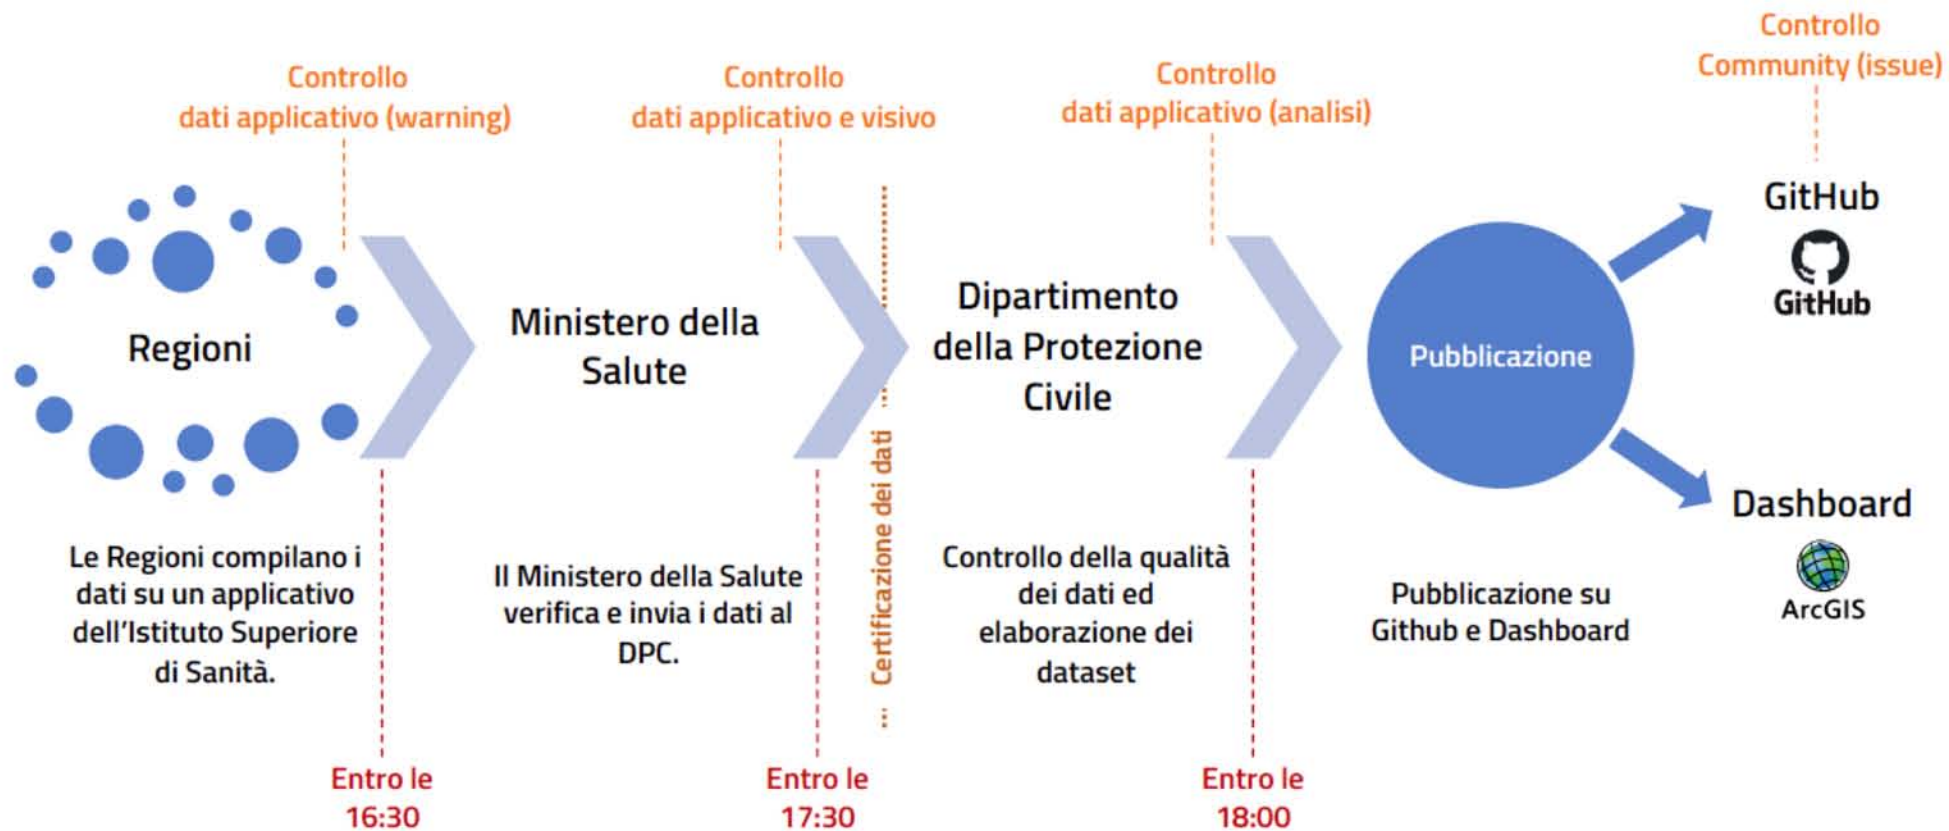 Controllo
dati applicativo (warning)
Controllo
dati applicativo e visivo
Controllo
dati applicativo (analisi)
Controllo
Community (issue)
Regioni
Ministero della
Salute
Dipartimento
della Protezione
Civile
Pubblicazione
GitHub
GitHub
Dashboard
ArcGIS
... Certificazione dei dati ...
Le Regioni compilano i
dati su un applicativo
dell'Istituto Superiore
di Sanità.
Il Ministero della Salute
verifica e invia i dati al
DPC.
Controllo della qualità
dei dati ed
elaborazione dei
dataset
Pubblicazione su
Github e Dashboard
Entro le
16:30
Entro le
17:30
Entro le
18:00